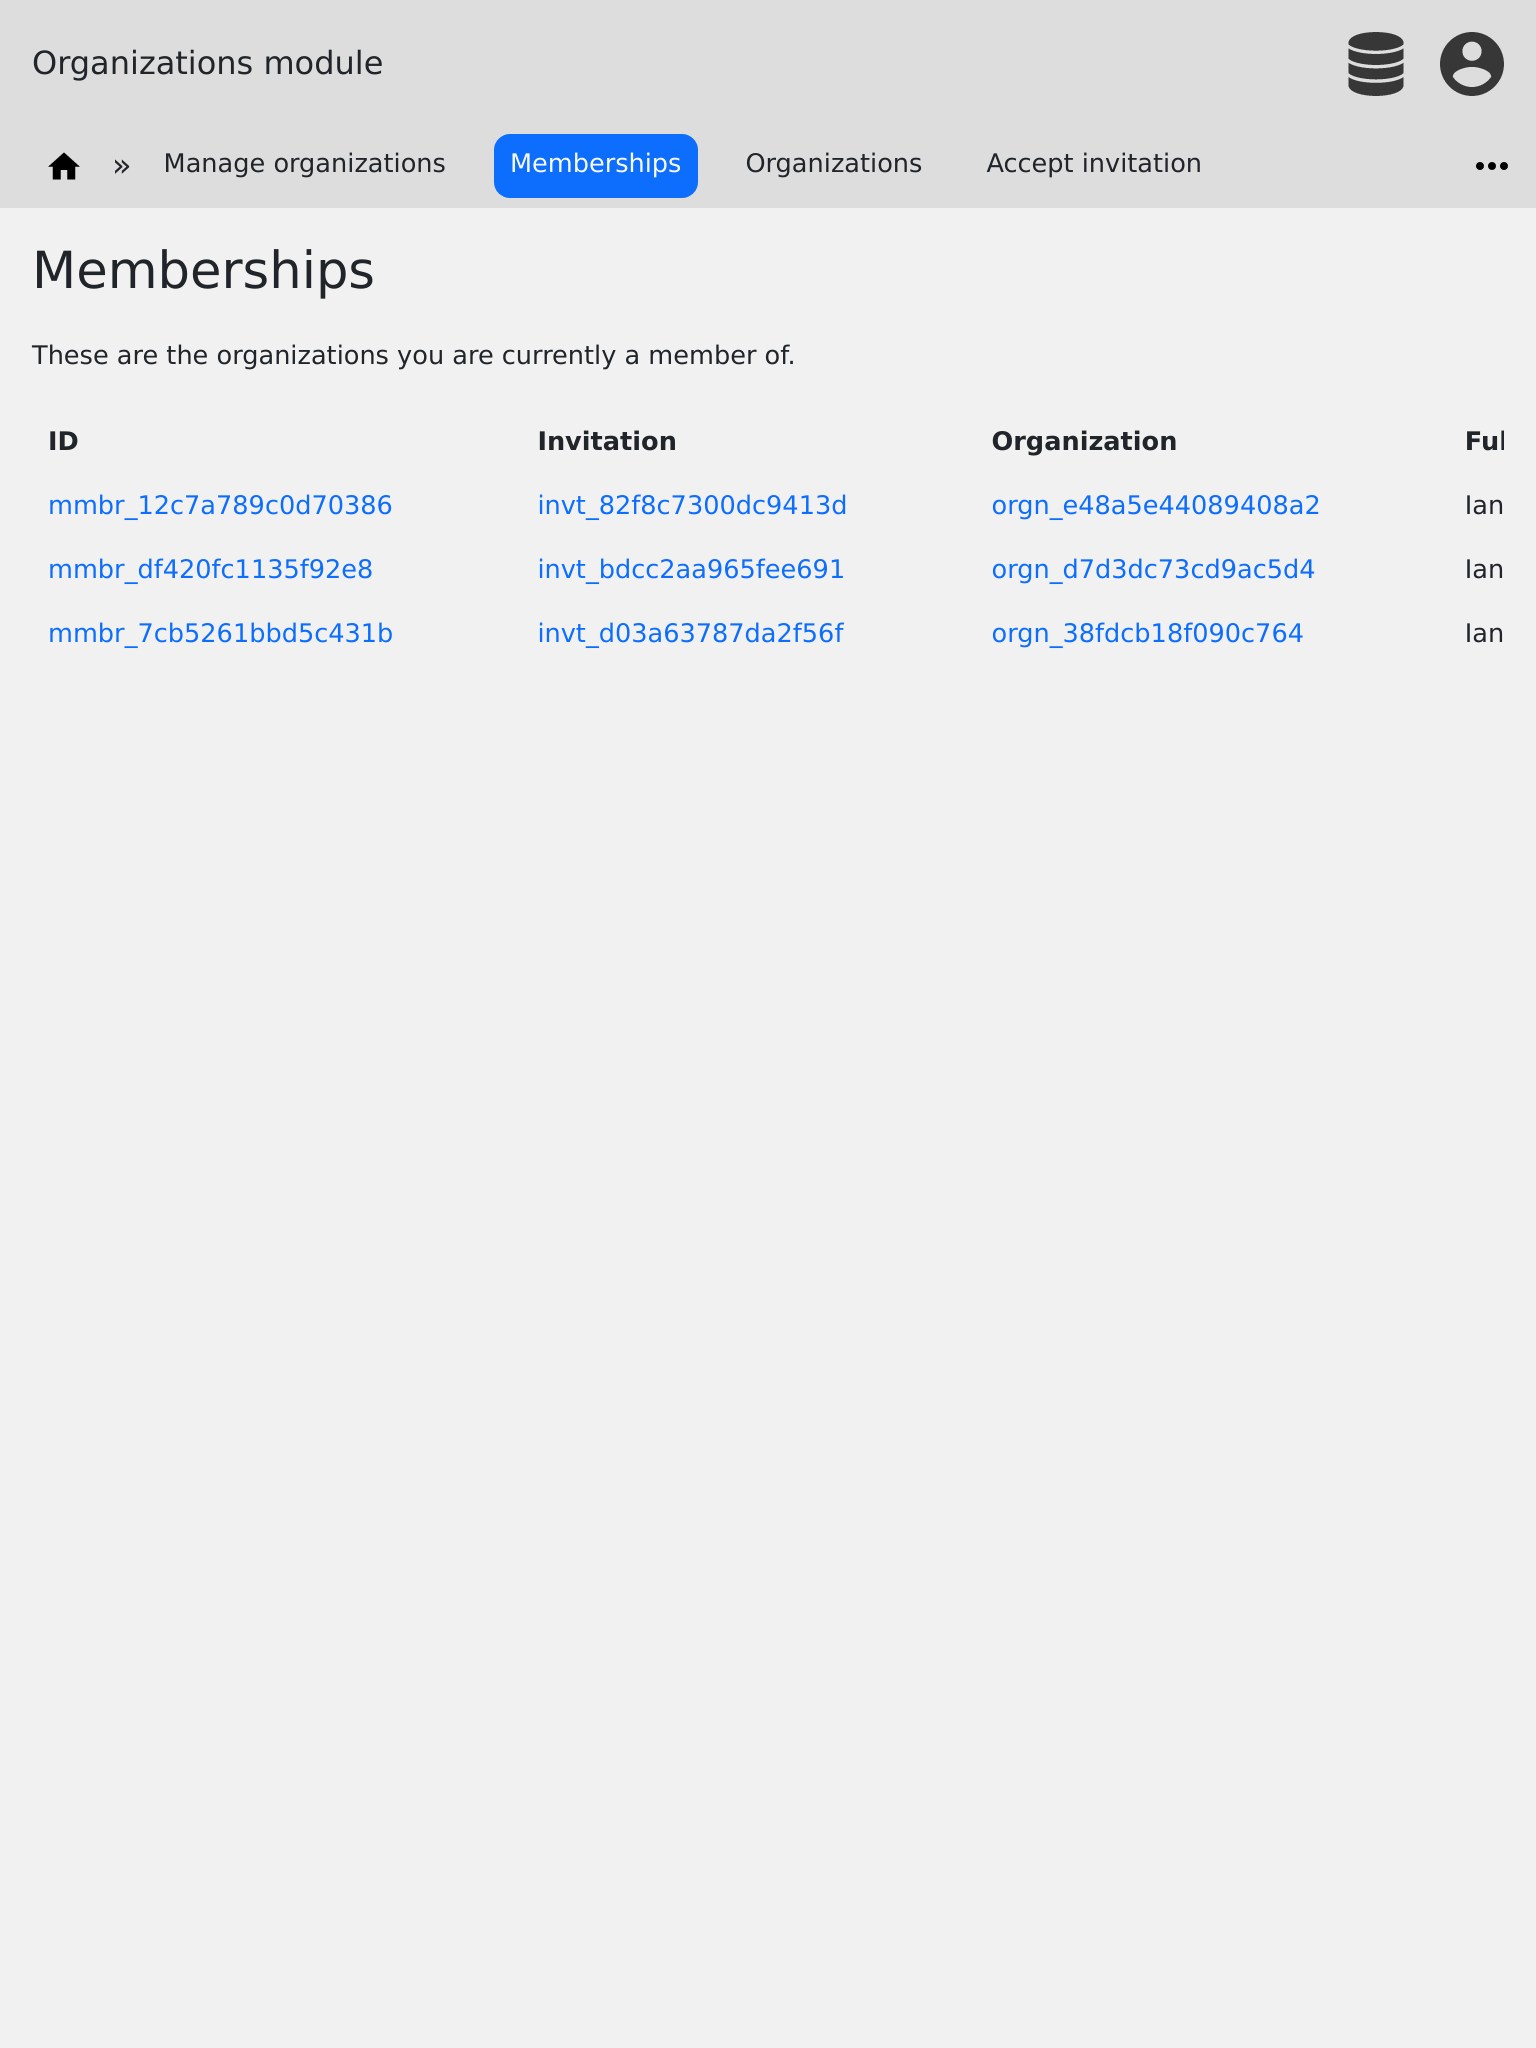 Organizations module
» Manage organizations Memberships Organizations Accept invitation
Memberships
These are the organizations you are currently a member of.
ID Invitation Organization Ful
mmbr_12c7a789c0d70386 invt_82f8c7300dc9413d orgn_e48a5e44089408a2 Ian
mmbr_df420fc1135f92e8 invt_bdcc2aa965fee691 orgn_d7d3dc73cd9ac5d4 Ian
mmbr_7cb5261bbd5c431b invt_d03a63787da2f56f orgn_38fdcb18f090c764 Ian